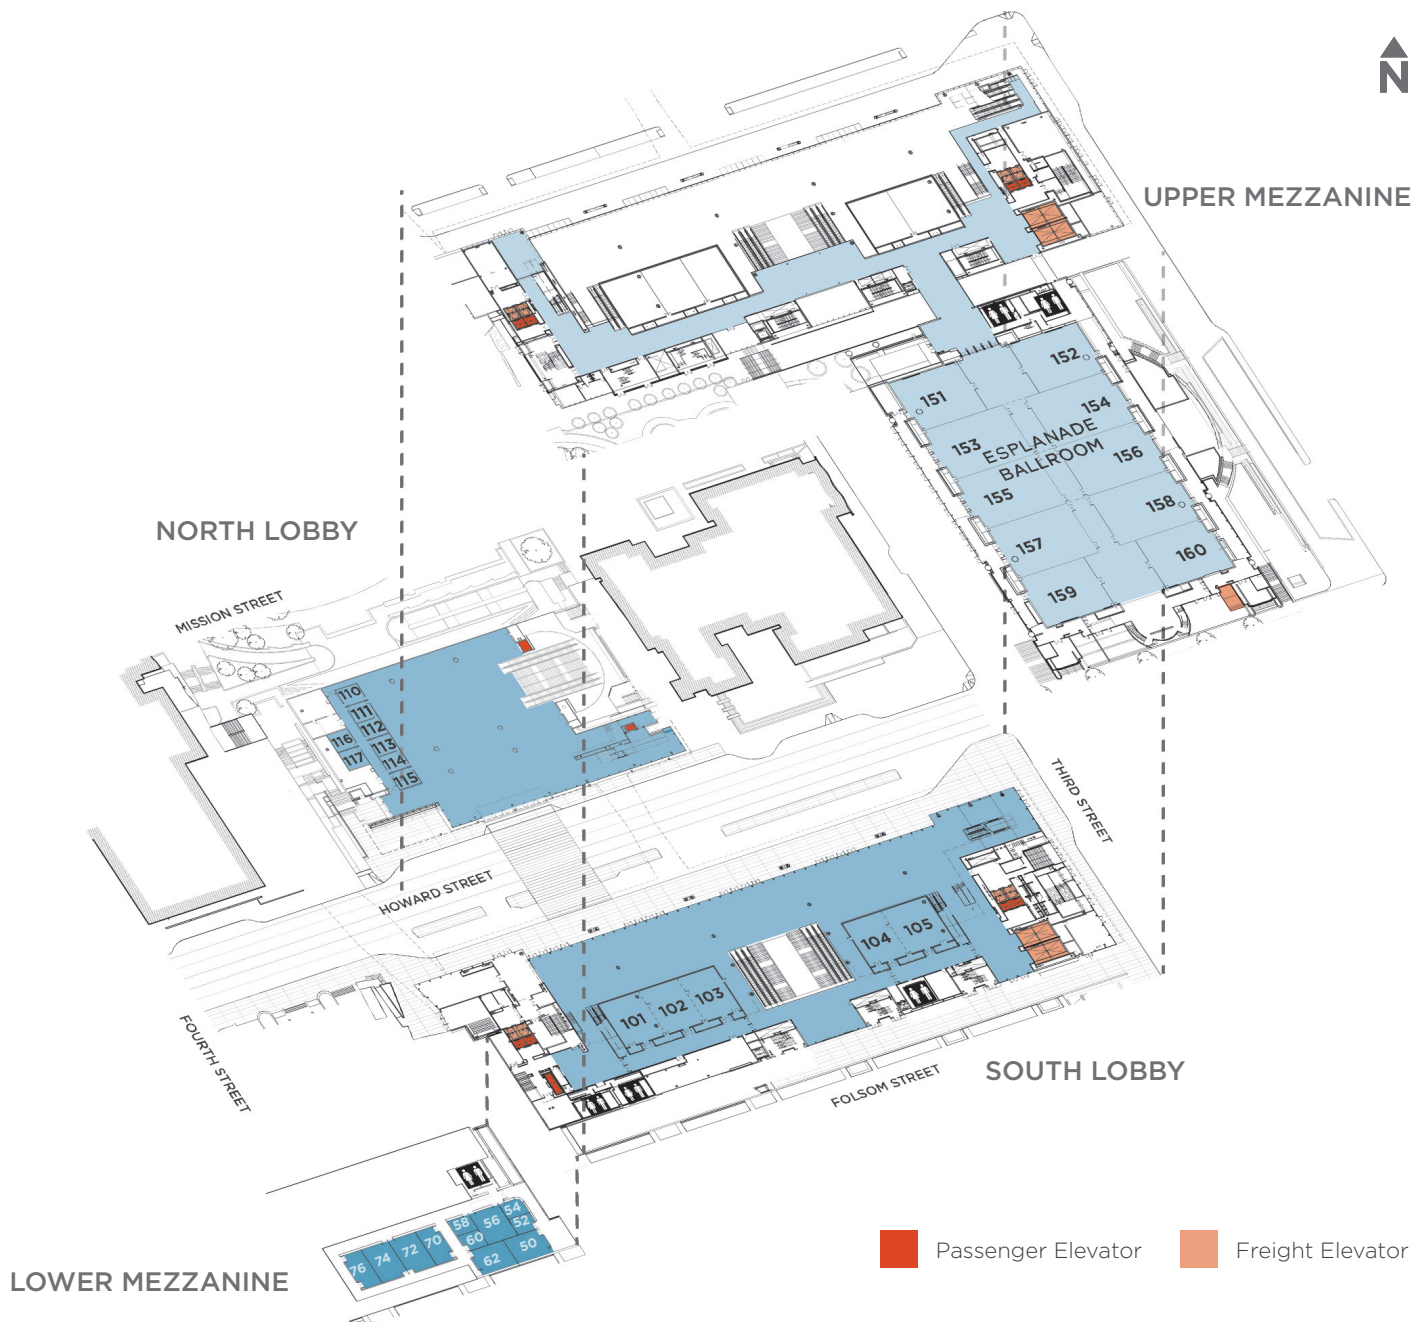 N
UPPER MEZZANINE
152
151
154
153
ESPLANADE
BALLROOM
156
155
158
157
160
159
NORTH LOBBY
MISSION STREET
110
111
112
116
113
117
114
115
THIRD STREET
HOWARD STREET
105
104
103
102
101
FOURTH STREET
SOUTH LOBBY
FOLSOM STREET
54
58
56
52
60
50
62
70
72
74
76
LOWER MEZZANINE
Passenger Elevator
Freight Elevator